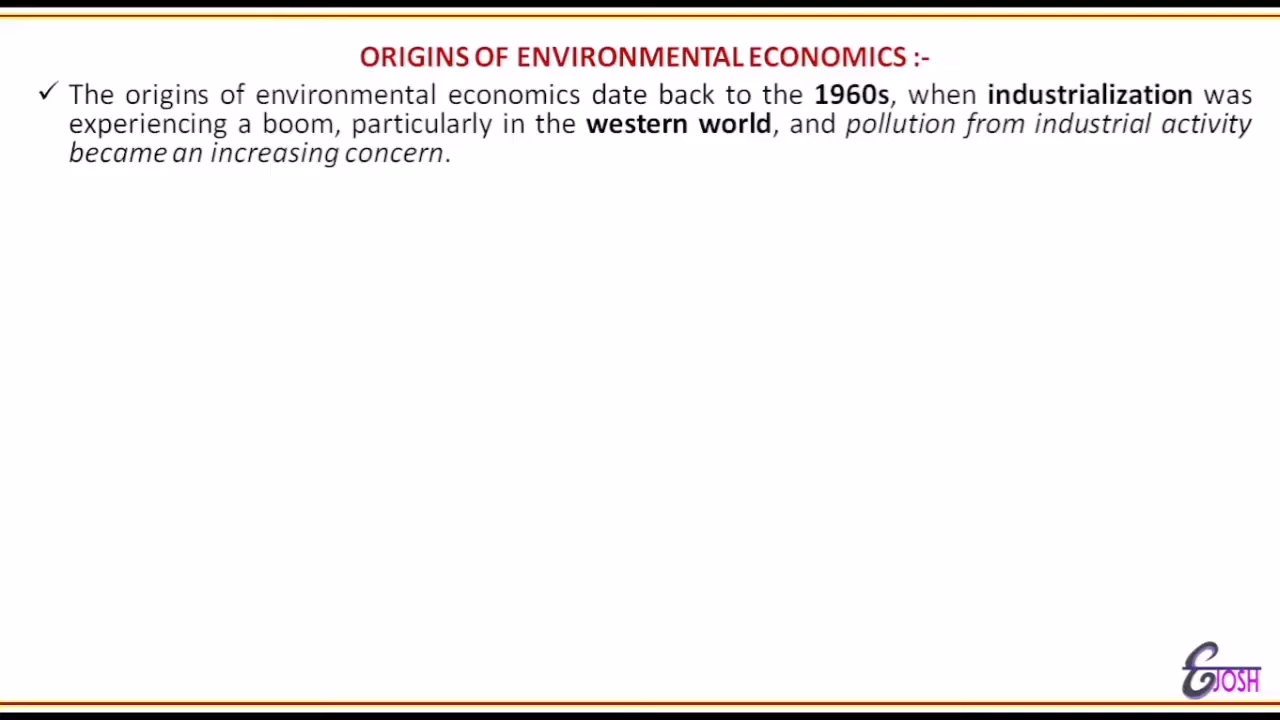 ORIGINS OF ENVIRONMENTAL ECONOMICS :-
✓ The origins of environmental economics date back to the 1960s, when industrialization was
experiencing a boom, particularly in the western world, and pollution from industrial activity
became an increasing concern.
EJOSH